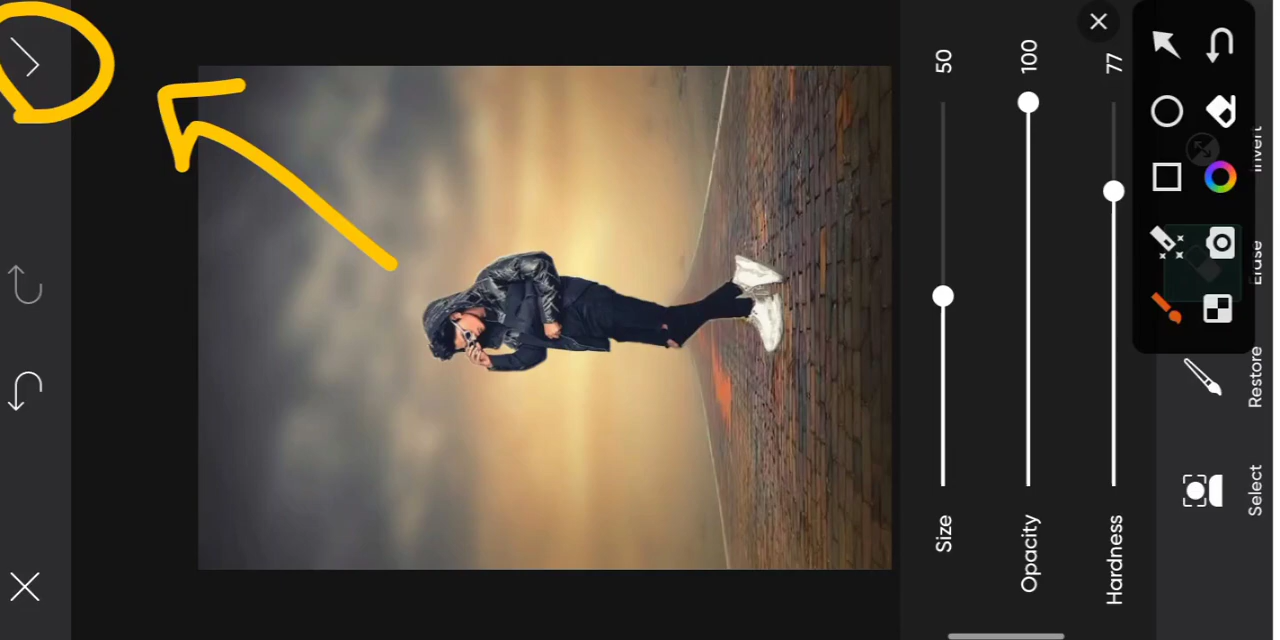 Size 50
Opacity 100
Hardness 77
Select
Restore
Erase
Invert